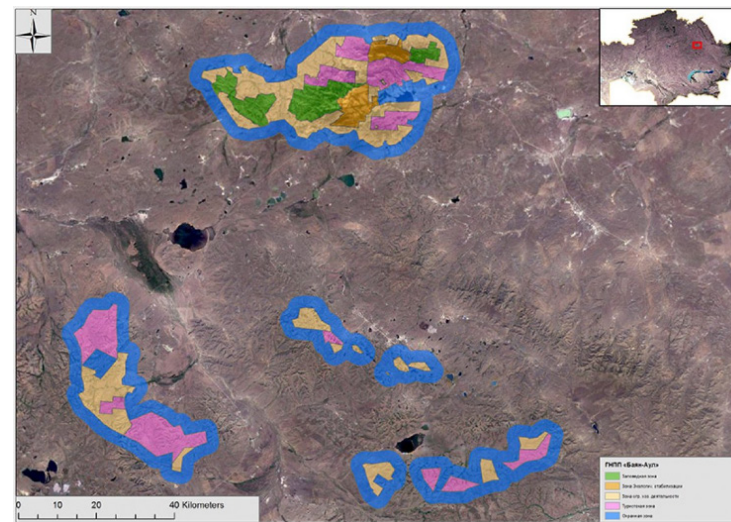 N
ГНПП «Баян-Аул»
Заповедная зона
Зона Экологич. стабилизации
Зона огр. хоз. деятельности
Туристская зона
Охранная зона
0 10 20 40 Kilometers